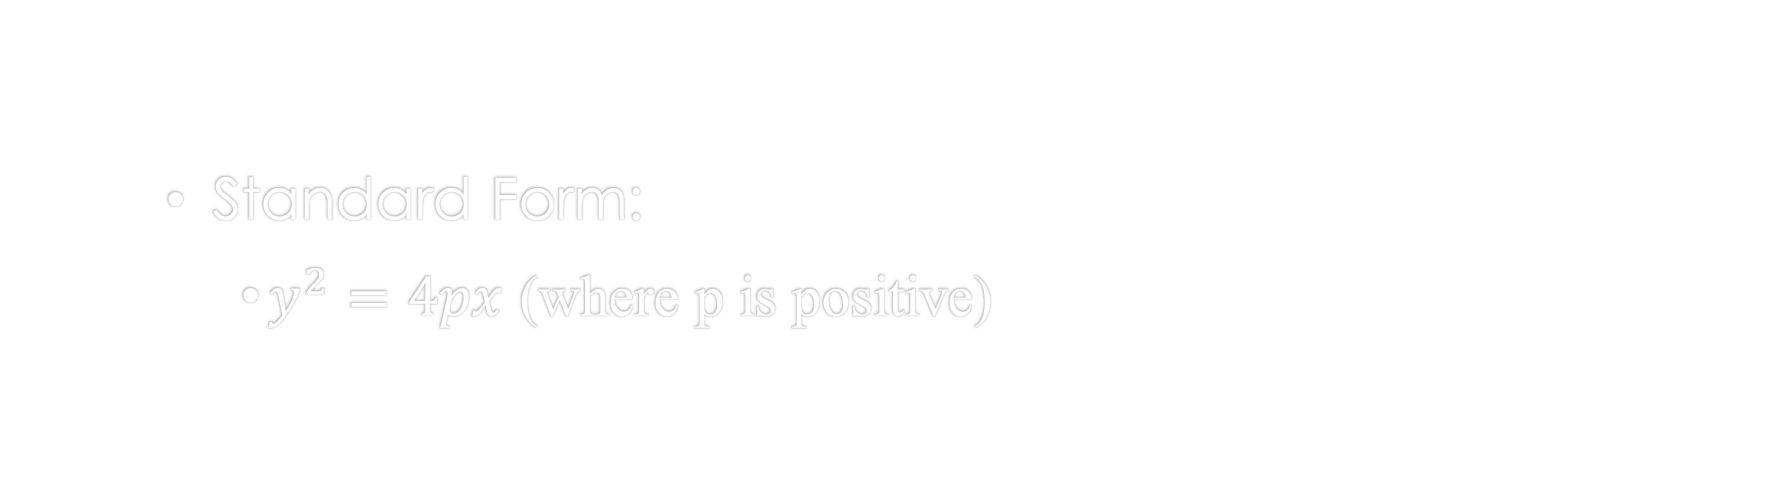 • Standard Form:
• y² = 4px (where p is positive)